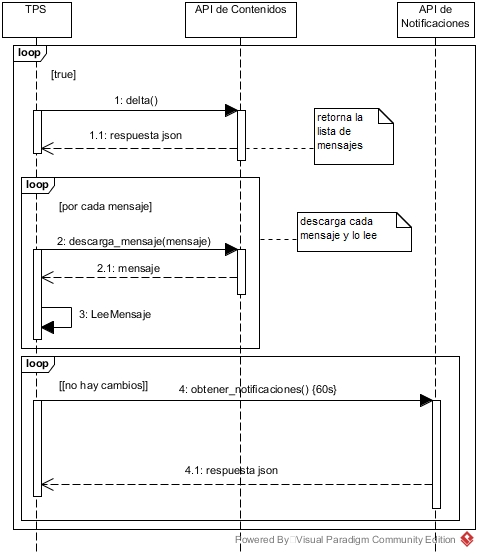 TPS
API de Contenidos
API de
Notificaciones
loop
[true]
1: delta()
retorna la
lista de
mensajes
1.1: respuesta json
loop
[por cada mensaje]
descarga cada
mensaje y lo lee
2: descarga_mensaje(mensaje)
2.1: mensaje
3: LeeMensaje
loop
[[no hay cambios]]
4: obtener_notificaciones() {60s}
4.1: respuesta json
Powered By Visual Paradigm Community Edition